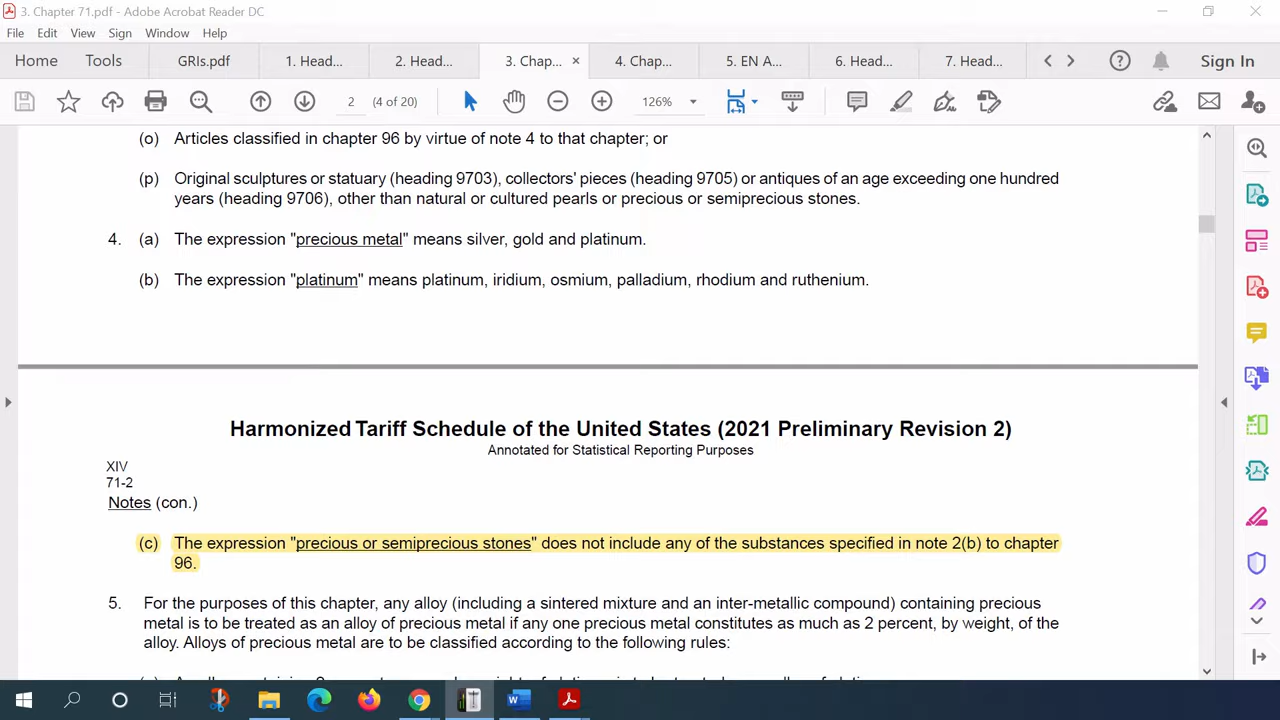 3. Chapter 71.pdf - Adobe Acrobat Reader DC
File Edit View Sign Window Help
Home Tools GRIs.pdf 1. Head... 2. Head... 3. Chap... × 4. Chap... 5. EN A... 6. Head... 7. Head... Sign In
2 (4 of 20) 126%
(o) Articles classified in chapter 96 by virtue of note 4 to that chapter; or
(p) Original sculptures or statuary (heading 9703), collectors' pieces (heading 9705) or antiques of an age exceeding one hundred
years (heading 9706), other than natural or cultured pearls or precious or semiprecious stones.
4. (a) The expression "precious metal" means silver, gold and platinum.
(b) The expression "platinum" means platinum, iridium, osmium, palladium, rhodium and ruthenium.
Harmonized Tariff Schedule of the United States (2021 Preliminary Revision 2)
Annotated for Statistical Reporting Purposes
XIV
71-2
Notes (con.)
(c) The expression "precious or semiprecious stones" does not include any of the substances specified in note 2(b) to chapter
96.
5. For the purposes of this chapter, any alloy (including a sintered mixture and an inter-metallic compound) containing precious
metal is to be treated as an alloy of precious metal if any one precious metal constitutes as much as 2 percent, by weight, of the
alloy. Alloys of precious metal are to be classified according to the following rules: